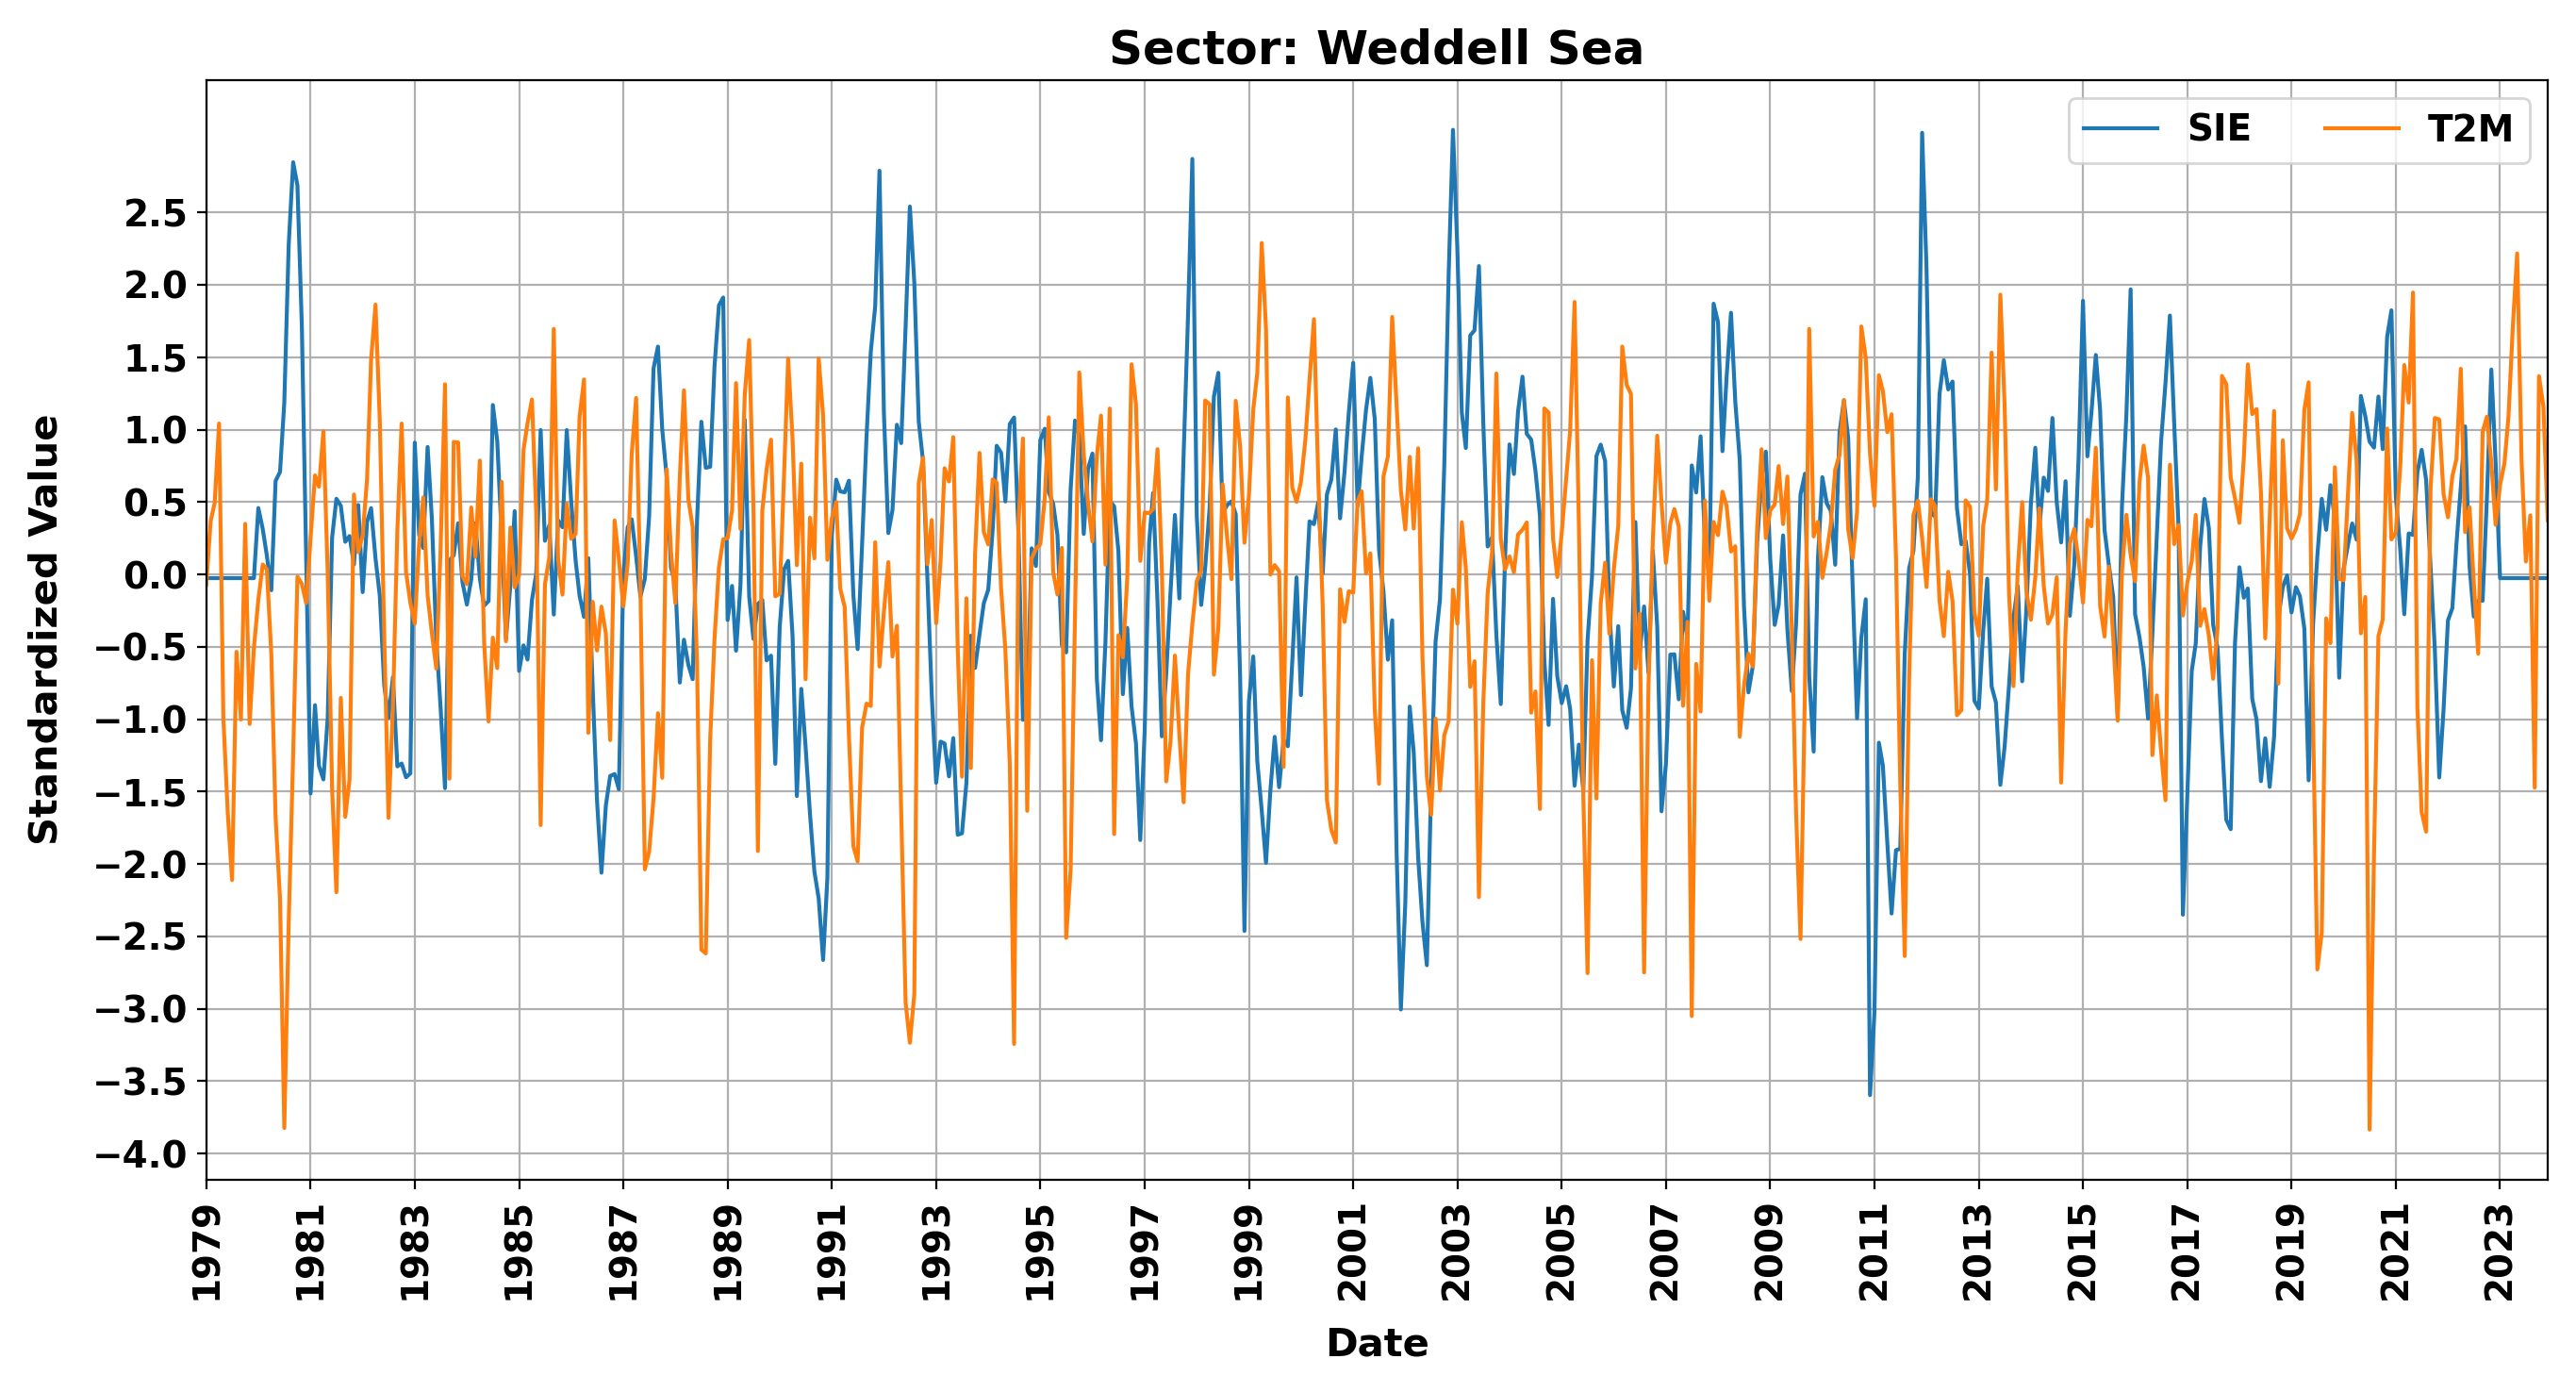 Sector: Weddell Sea
SIE T2M
Standardized Value
2.5
2.0
1.5
1.0
0.5
0.0
−0.5
−1.0
−1.5
−2.0
−2.5
−3.0
−3.5
−4.0
1979 1981 1983 1985 1987 1989 1991 1993 1995 1997 1999 2001 2003 2005 2007 2009 2011 2013 2015 2017 2019 2021 2023
Date